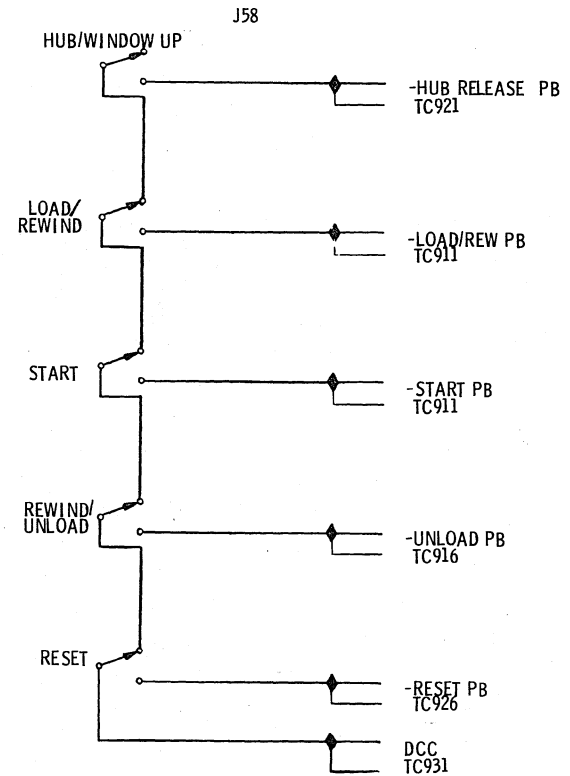 J58
HUB/WINDOW UP
-HUB RELEASE PB
TC921
LOAD/
REWIND
-LOAD/REW PB
TC911
START
-START PB
TC911
REWIND/
UNLOAD
-UNLOAD PB
TC916
RESET
-RESET PB
TC926
DCC
TC931